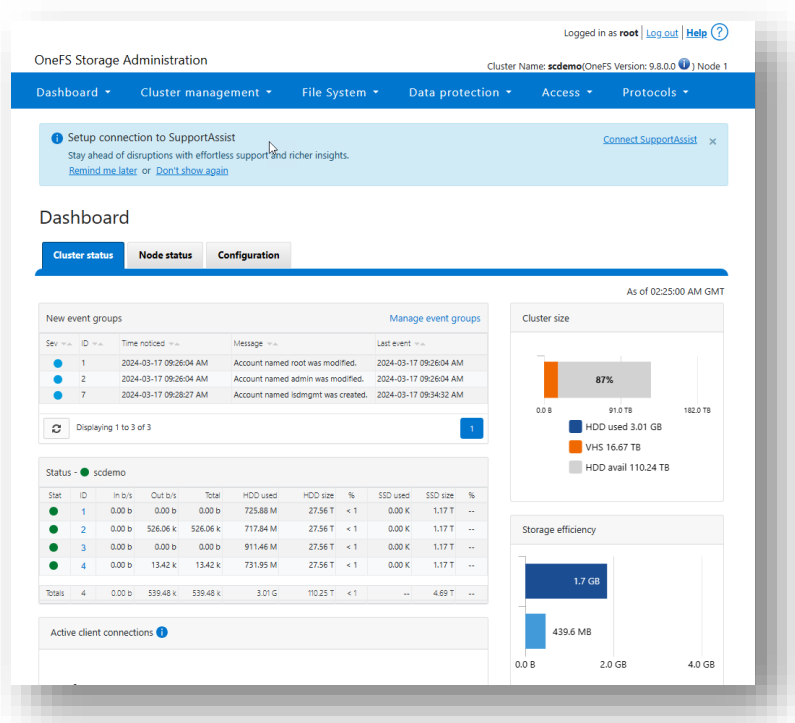 Logged in as root | Log out | Help ?
OneFS Storage Administration
Cluster Name: scdemo(OneFS Version: 9.8.0.0 i ) Node 1
Dashboard Cluster management File System Data protection Access Protocols
i Setup connection to SupportAssist
Connect SupportAssist ×
Stay ahead of disruptions with effortless support and richer insights.
Remind me later or Don't show again
Dashboard
Cluster status Node status Configuration
As of 02:25:00 AM GMT
New event groups Manage event groups
Sev ID Time noticed Message Last event
1 2024-03-17 09:26:04 AM Account named root was modified. 2024-03-17 09:26:04 AM
2 2024-03-17 09:26:04 AM Account named admin was modified. 2024-03-17 09:26:04 AM
7 2024-03-17 09:28:27 AM Account named lsdmgmt was created. 2024-03-17 09:34:32 AM
Displaying 1 to 3 of 3 1
Status - scdemo
Stat ID In b/s Out b/s Total HDD used HDD size % SSD used SSD size %
1 0.00 b 0.00 b 0.00 b 725.88 M 27.56 T < 1 0.00 K 1.17 T --
2 0.00 b 526.06 k 526.06 k 717.84 M 27.56 T < 1 0.00 K 1.17 T --
3 0.00 b 0.00 b 0.00 b 911.46 M 27.56 T < 1 0.00 K 1.17 T --
4 0.00 b 13.42 k 13.42 k 731.95 M 27.56 T < 1 0.00 K 1.17 T --
Totals 4 0.00 b 539.48 k 539.48 k 3.01 G 110.25 T < 1 -- 4.69 T --
Active client connections i
Cluster size
87%
0.0 B 91.0 TB 182.0 TB
HDD used 3.01 GB
VHS 16.67 TB
HDD avail 110.24 TB
Storage efficiency
1.7 GB
439.6 MB
0.0 B 2.0 GB 4.0 GB